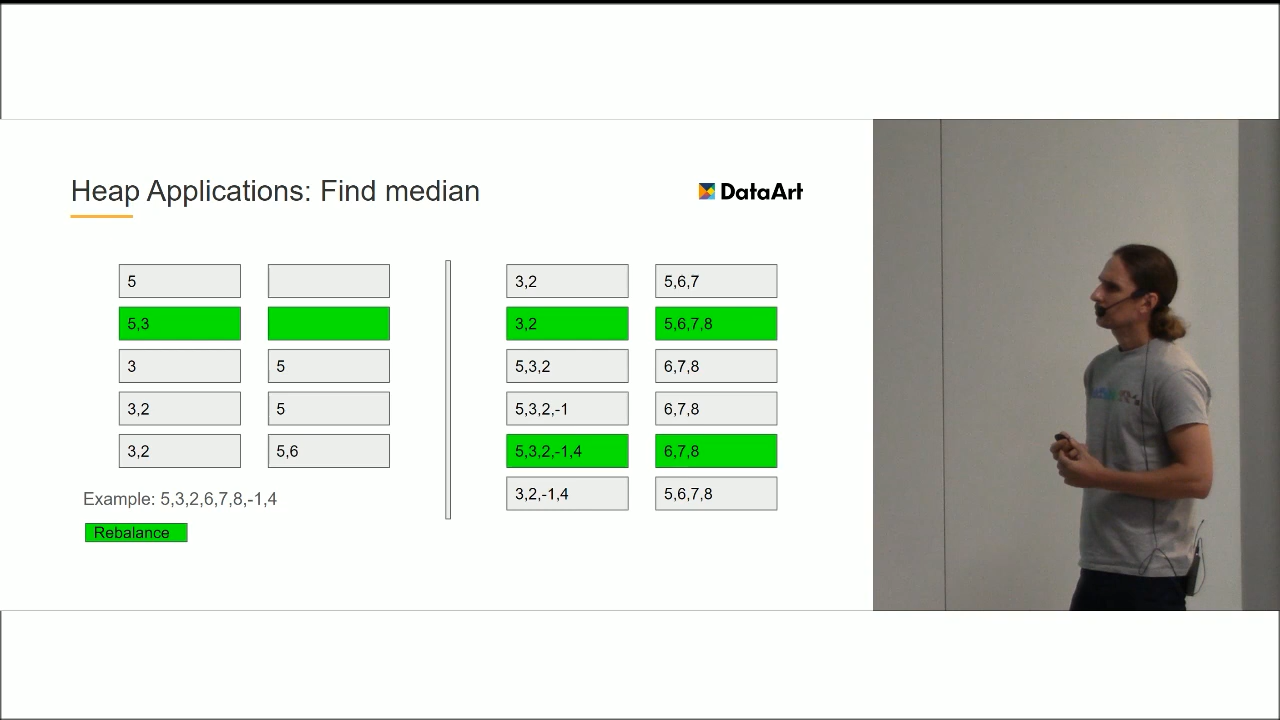 Heap Applications: Find median
DataArt
5
5,3
3 5
3,2 5
3,2 5,6
3,2 5,6,7
3,2 5,6,7,8
5,3,2 6,7,8
5,3,2,-1 6,7,8
5,3,2,-1,4 6,7,8
3,2,-1,4 5,6,7,8
Example: 5,3,2,6,7,8,-1,4
Rebalance